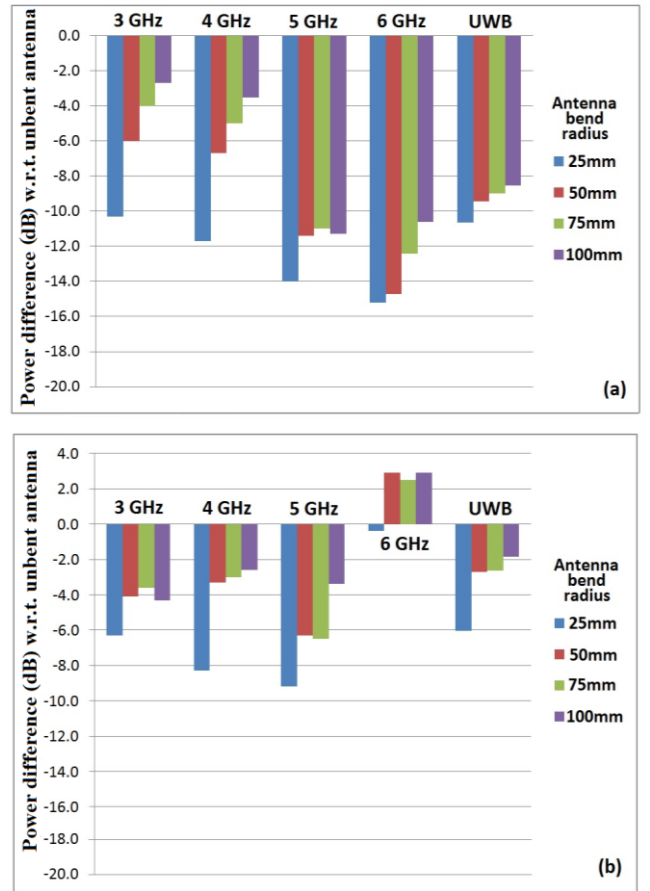 3 GHz 4 GHz 5 GHz 6 GHz UWB
0.0
-2.0
-4.0
-6.0
-8.0
-10.0
-12.0
-14.0
-16.0
-18.0
-20.0
Power difference (dB) w.r.t. unbent antenna
Antenna
bend
radius
25mm
50mm
75mm
100mm
(a)
4.0
2.0
0.0
-2.0
-4.0
-6.0
-8.0
-10.0
-12.0
-14.0
-16.0
-18.0
-20.0
Power difference (dB) w.r.t. unbent antenna
3 GHz 4 GHz 5 GHz UWB
6 GHz
Antenna
bend
radius
25mm
50mm
75mm
100mm
(b)